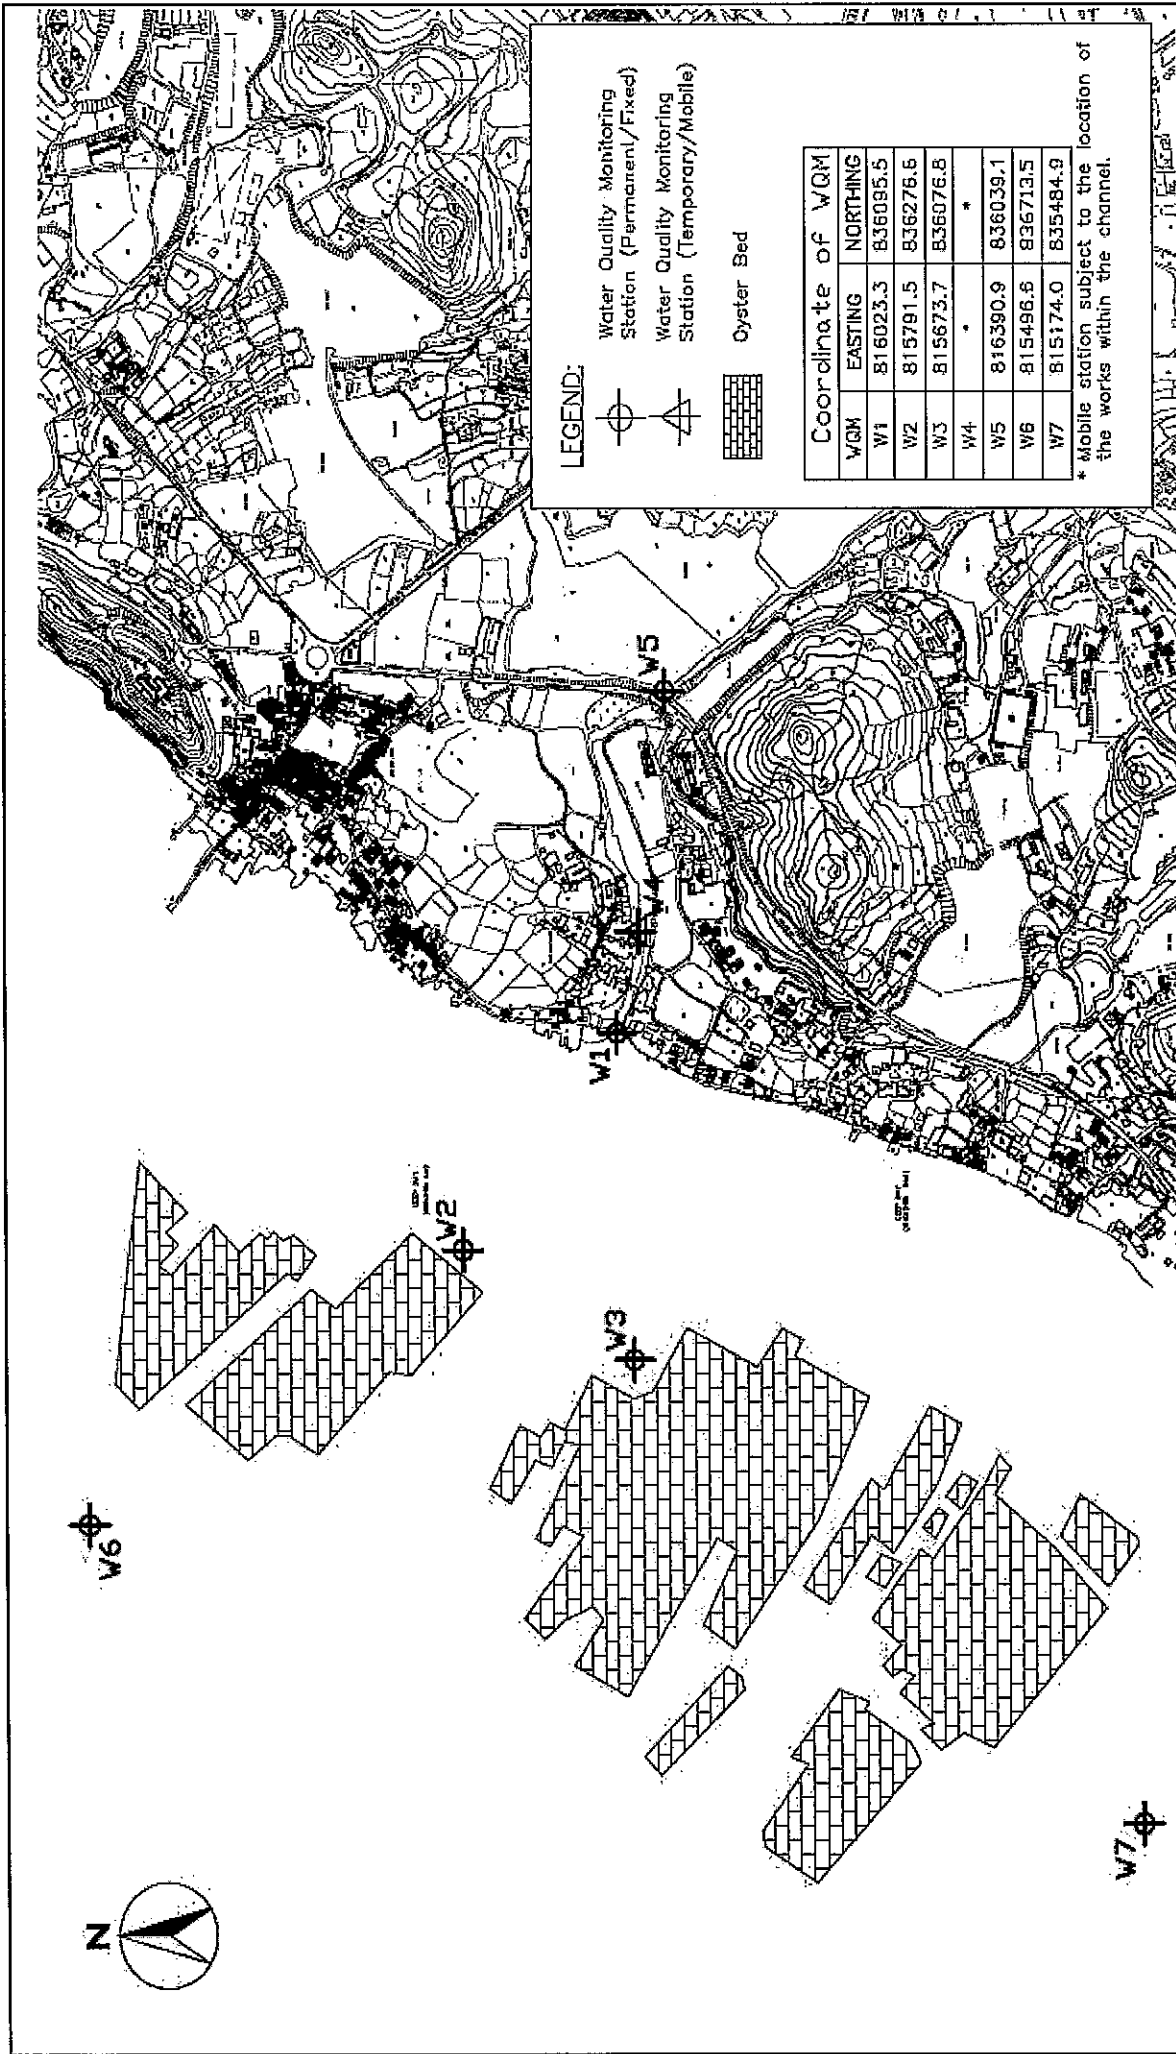 N
W6
W2
W3
W1
W4
W5
W7
LEGEND:
Water Quality Monitoring
Station (Permanent/Fixed)
Water Quality Monitoring
Station (Temporary/Mobile)
Oyster Bed
Coordinate of WQM
WQM EASTING NORTHING
W1 816023.3 836095.5
W2 815791.5 836276.6
W3 815673.7 836076.8
W4 * *
W5 816390.9 836039.1
W6 815496.6 836713.5
W7 815174.0 835484.9
* Mobile station subject to the location of
the works within the channel.